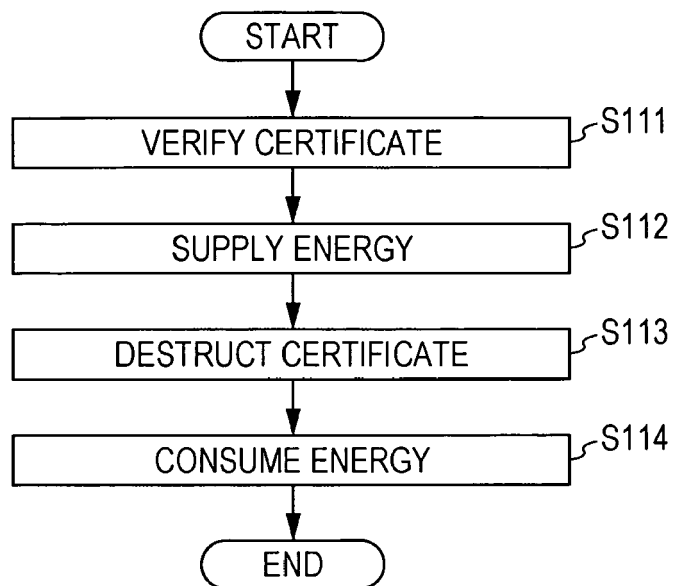 START
VERIFY CERTIFICATE
S111
SUPPLY ENERGY
S112
DESTRUCT CERTIFICATE
S113
CONSUME ENERGY
S114
END